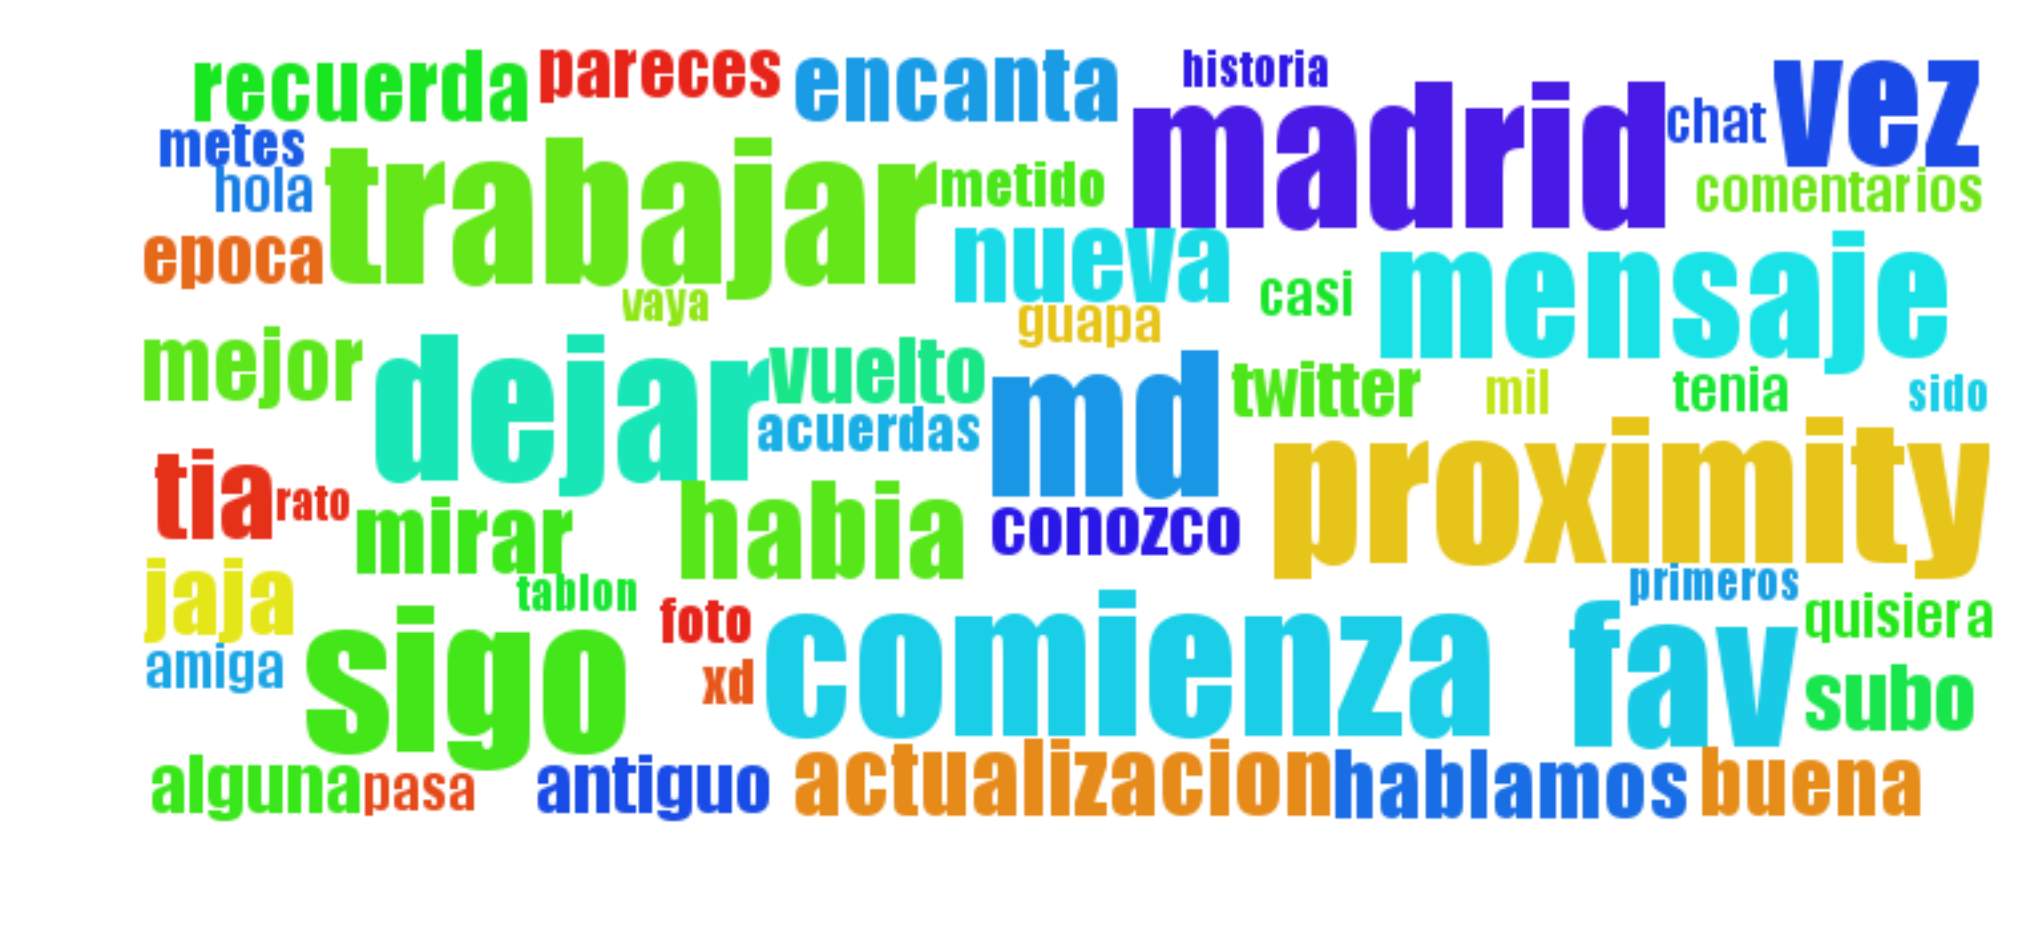 recuerda pareces encanta historia
madrid chat vez
metes
hola trabajar metido comentarios
epoca nueva casi mensaje
vaya guapa
mejor dejar vuelto md twitter mil tenia sido
acuerdas
tia rato mirar habia conozco proximity
jaja tablon foto comienza primeros
fav quisiera
amiga sigo xd subo
alguna pasa antiguo actualizacion hablamos buena